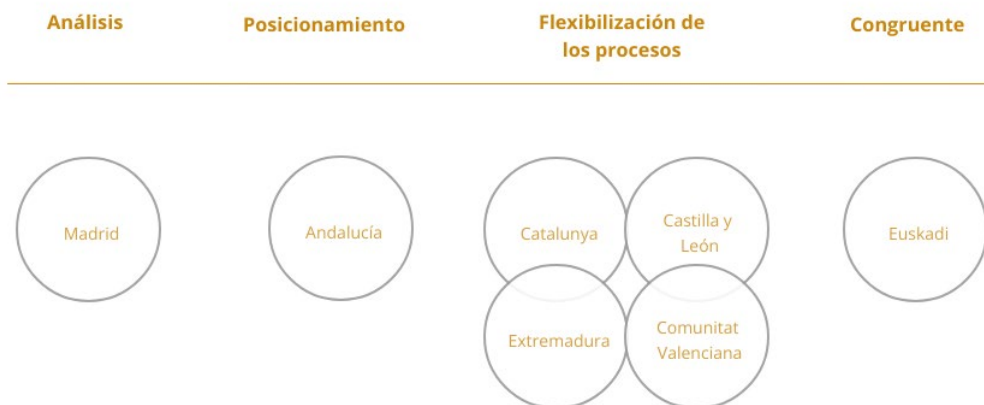 Análisis
Posicionamiento
Flexibilización de
los procesos
Congruente
Madrid
Andalucía
Catalunya
Castilla y
León
Euskadi
Extremadura
Comunitat
Valenciana